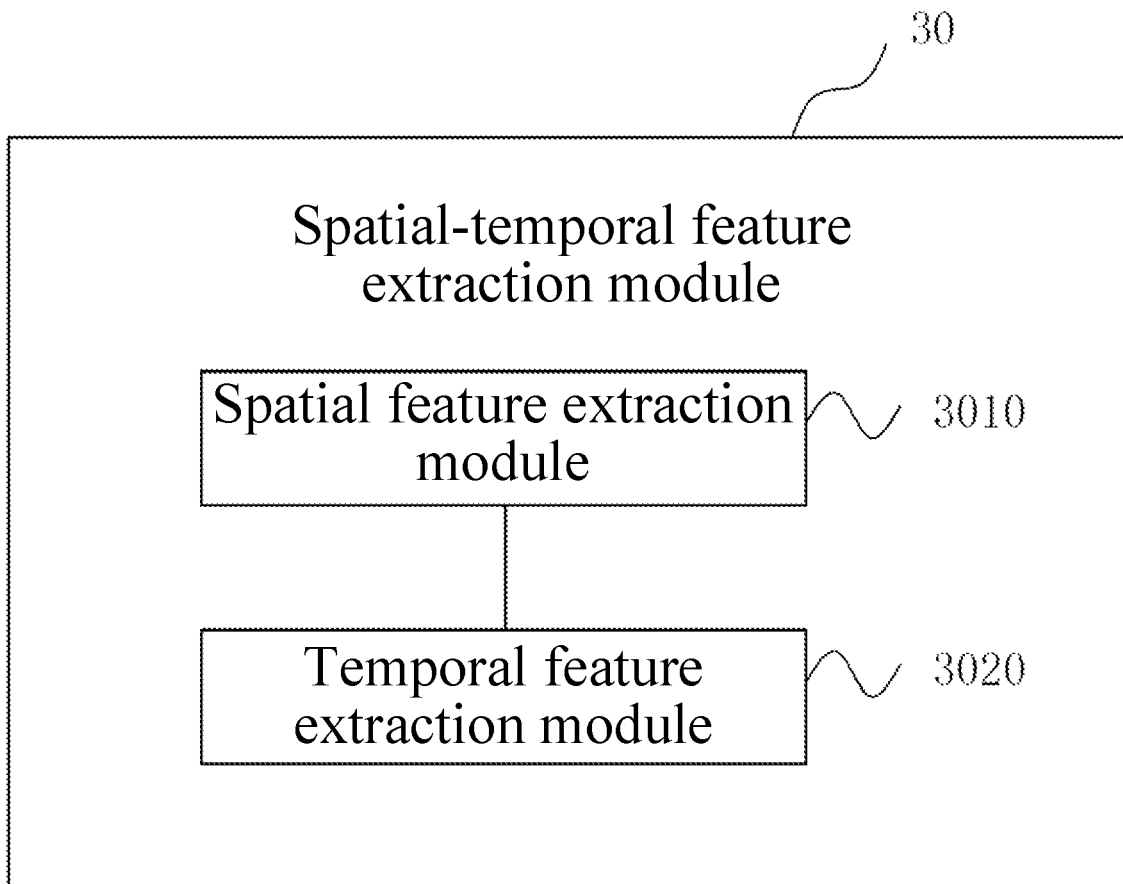 30
Spatial-temporal feature
extraction module
Spatial feature extraction
module
3010
Temporal feature
extraction module
3020